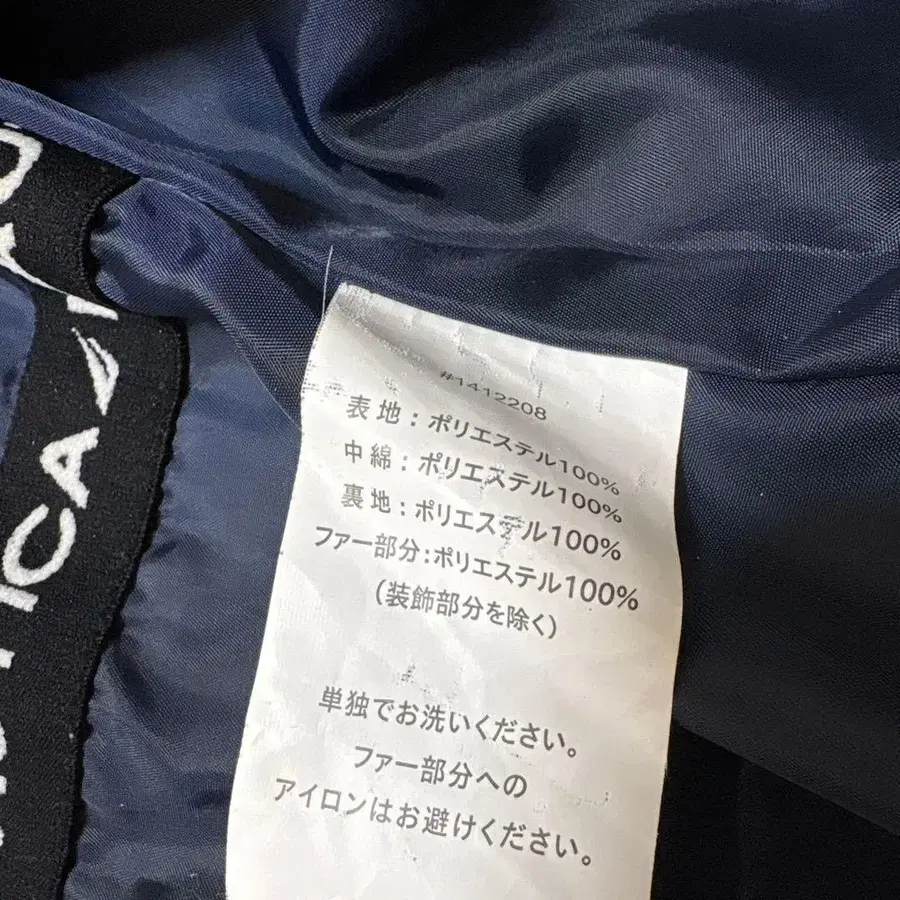 #1412208
表地：ポリエステル100%
中綿：ポリエステル100%
裏地：ポリエステル100%
ファー部分：ポリエステル100%
（装飾部分を除く）
単独でお洗いください。
ファー部分への
アイロンはお避けください。